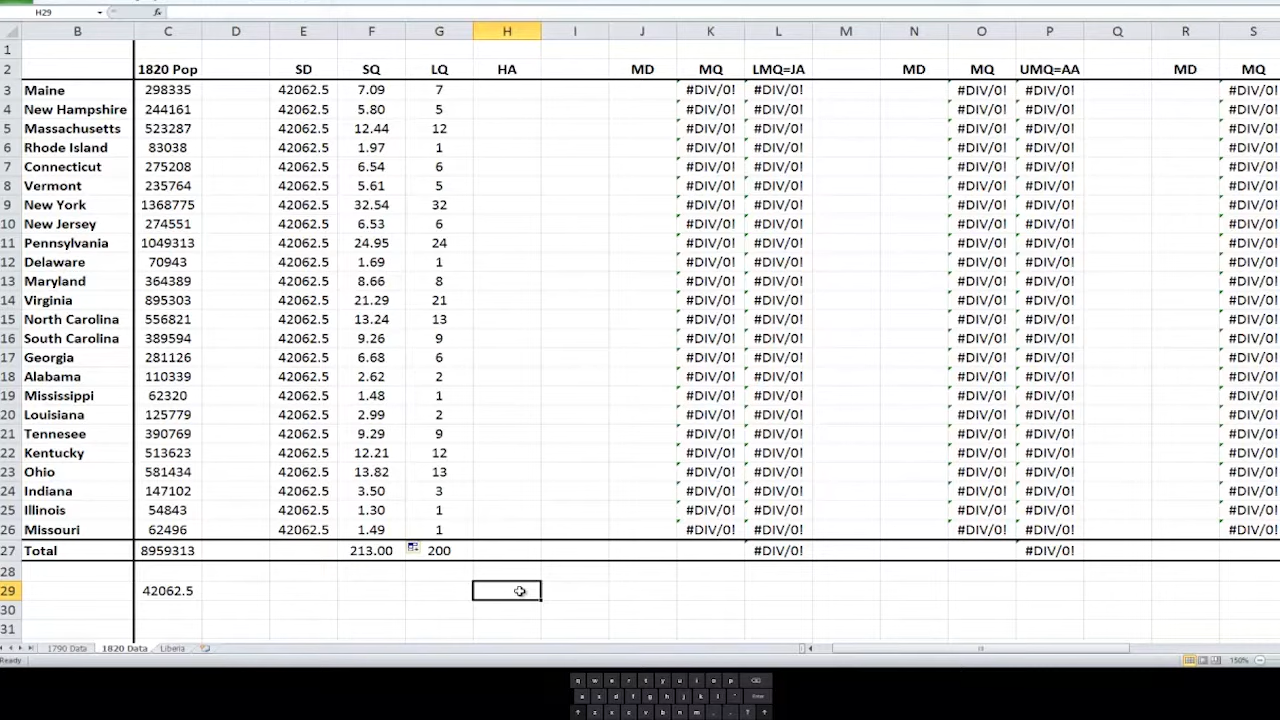 H29 fx
B C D E F G H I J K L M N O P Q R S
1
2 1820 Pop SD SQ LQ HA MD MQ LMQ=JA MD MQ UMQ=AA MD MQ
3 Maine 298335 42062.5 7.09 7 #DIV/0! #DIV/0! #DIV/0! #DIV/0! #DIV/0!
4 New Hampshire 244161 42062.5 5.80 5 #DIV/0! #DIV/0! #DIV/0! #DIV/0! #DIV/0!
5 Massachusetts 523287 42062.5 12.44 12 #DIV/0! #DIV/0! #DIV/0! #DIV/0! #DIV/0!
6 Rhode Island 83038 42062.5 1.97 1 #DIV/0! #DIV/0! #DIV/0! #DIV/0! #DIV/0!
7 Connecticut 275208 42062.5 6.54 6 #DIV/0! #DIV/0! #DIV/0! #DIV/0! #DIV/0!
8 Vermont 235764 42062.5 5.61 5 #DIV/0! #DIV/0! #DIV/0! #DIV/0! #DIV/0!
9 New York 1368775 42062.5 32.54 32 #DIV/0! #DIV/0! #DIV/0! #DIV/0! #DIV/0!
10 New Jersey 274551 42062.5 6.53 6 #DIV/0! #DIV/0! #DIV/0! #DIV/0! #DIV/0!
11 Pennsylvania 1049313 42062.5 24.95 24 #DIV/0! #DIV/0! #DIV/0! #DIV/0! #DIV/0!
12 Delaware 70943 42062.5 1.69 1 #DIV/0! #DIV/0! #DIV/0! #DIV/0! #DIV/0!
13 Maryland 364389 42062.5 8.66 8 #DIV/0! #DIV/0! #DIV/0! #DIV/0! #DIV/0!
14 Virginia 895303 42062.5 21.29 21 #DIV/0! #DIV/0! #DIV/0! #DIV/0! #DIV/0!
15 North Carolina 556821 42062.5 13.24 13 #DIV/0! #DIV/0! #DIV/0! #DIV/0! #DIV/0!
16 South Carolina 389594 42062.5 9.26 9 #DIV/0! #DIV/0! #DIV/0! #DIV/0! #DIV/0!
17 Georgia 281126 42062.5 6.68 6 #DIV/0! #DIV/0! #DIV/0! #DIV/0! #DIV/0!
18 Alabama 110339 42062.5 2.62 2 #DIV/0! #DIV/0! #DIV/0! #DIV/0! #DIV/0!
19 Mississippi 62320 42062.5 1.48 1 #DIV/0! #DIV/0! #DIV/0! #DIV/0! #DIV/0!
20 Louisiana 125779 42062.5 2.99 2 #DIV/0! #DIV/0! #DIV/0! #DIV/0! #DIV/0!
21 Tennesee 390769 42062.5 9.29 9 #DIV/0! #DIV/0! #DIV/0! #DIV/0! #DIV/0!
22 Kentucky 513623 42062.5 12.21 12 #DIV/0! #DIV/0! #DIV/0! #DIV/0! #DIV/0!
23 Ohio 581434 42062.5 13.82 13 #DIV/0! #DIV/0! #DIV/0! #DIV/0! #DIV/0!
24 Indiana 147102 42062.5 3.50 3 #DIV/0! #DIV/0! #DIV/0! #DIV/0! #DIV/0!
25 Illinois 54843 42062.5 1.30 1 #DIV/0! #DIV/0! #DIV/0! #DIV/0! #DIV/0!
26 Missouri 62496 42062.5 1.49 1 #DIV/0! #DIV/0! #DIV/0! #DIV/0! #DIV/0!
27 Total 8959313 213.00 200 #DIV/0! #DIV/0!
28
29 42062.5
30
31
1790 Data 1820 Data Liberia
Ready 150%
q w e r t y u i o p
a s d f g h j k l ' Enter
z x c v b n m , . ?